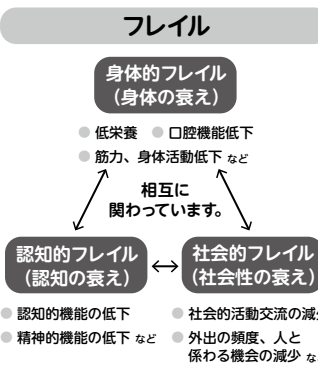 フレイル
身体的フレイル
（身体の衰え）
● 低栄養 ● 口腔機能低下
● 筋力、身体活動低下 など
相互に
関わっています。
認知的フレイル
（認知の衰え）
社会的フレイル
（社会性の衰え）
● 認知的機能の低下
● 精神的機能の低下 など
● 社会的活動交流の減
● 外出の頻度、人と
係わる機会の減少 な